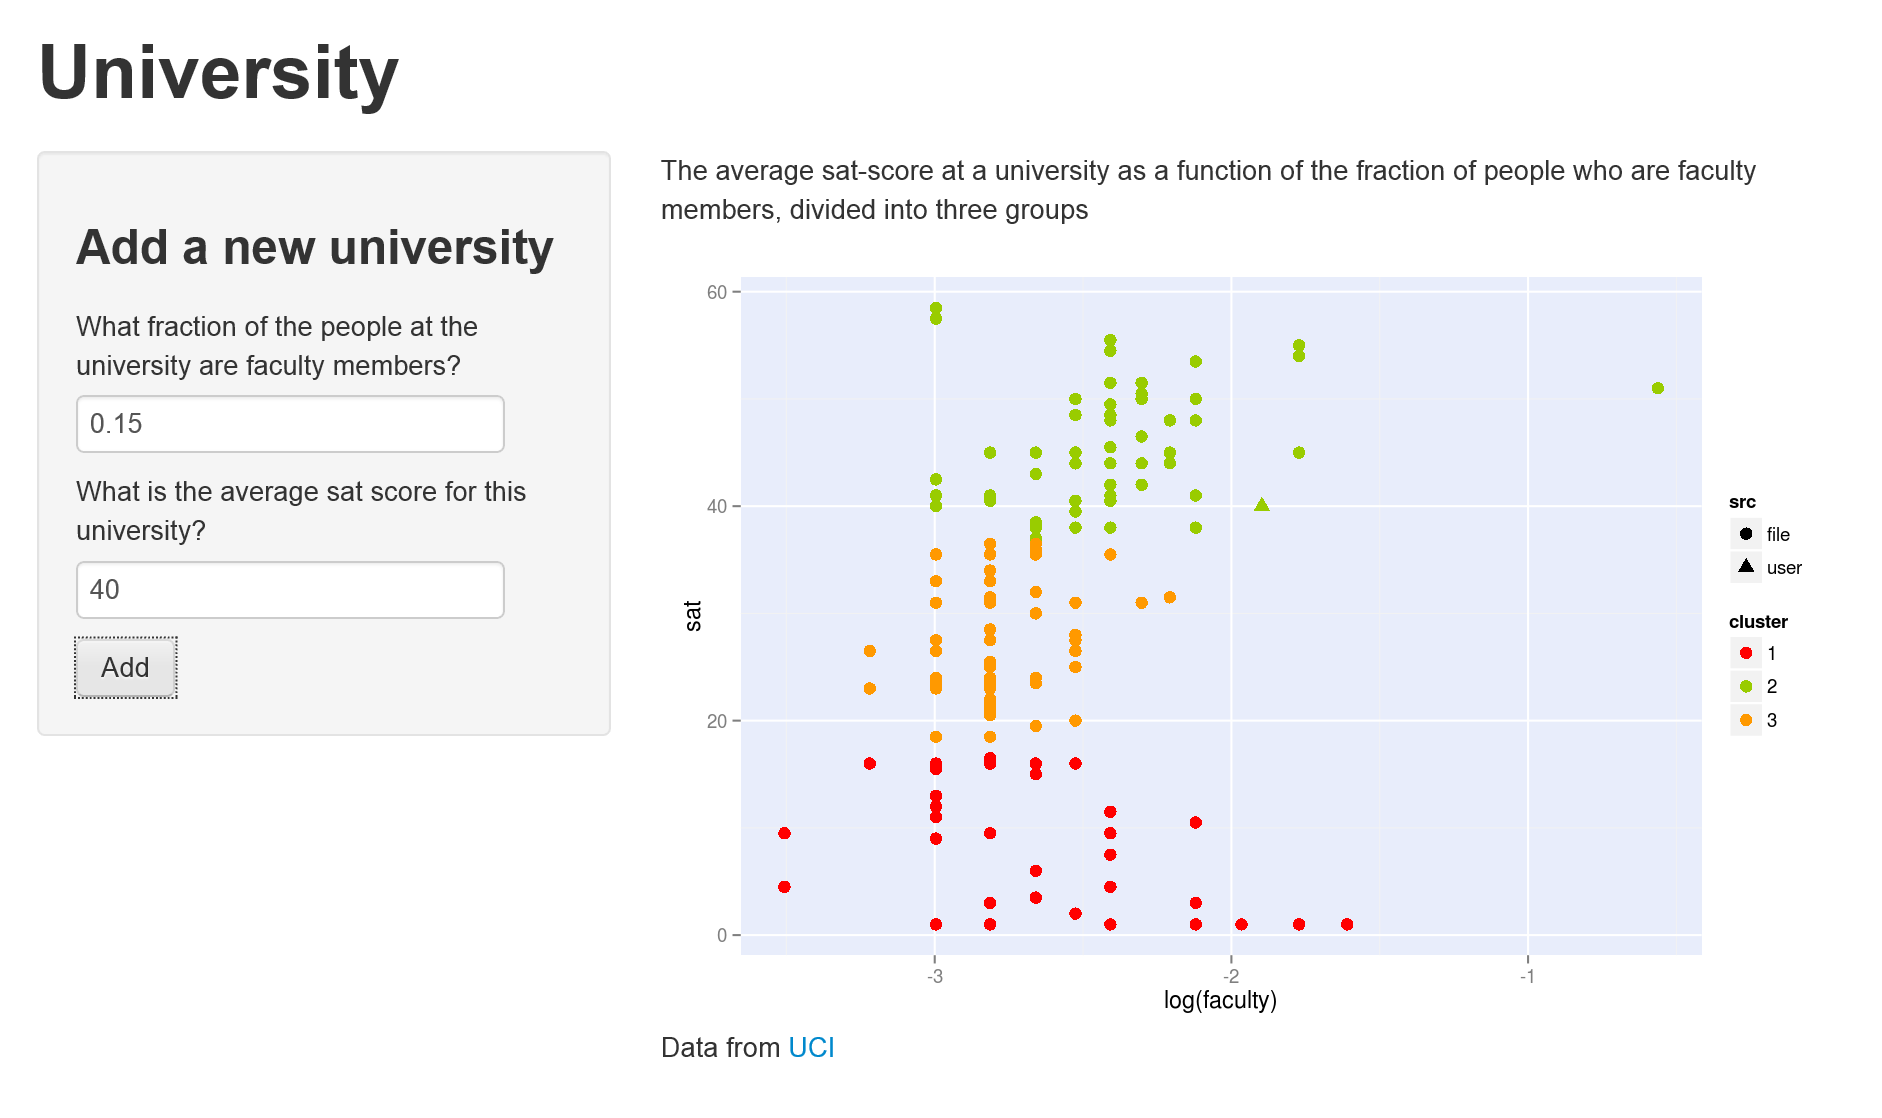 University
Add a new university
What fraction of the people at the
university are faculty members?
0.15
What is the average sat score for this
university?
40
Add
The average sat-score at a university as a function of the fraction of people who are faculty
members, divided into three groups
60
40
20
0
sat
-3
-2
-1
log(faculty)
src
file
user
cluster
1
2
3
Data from UCI